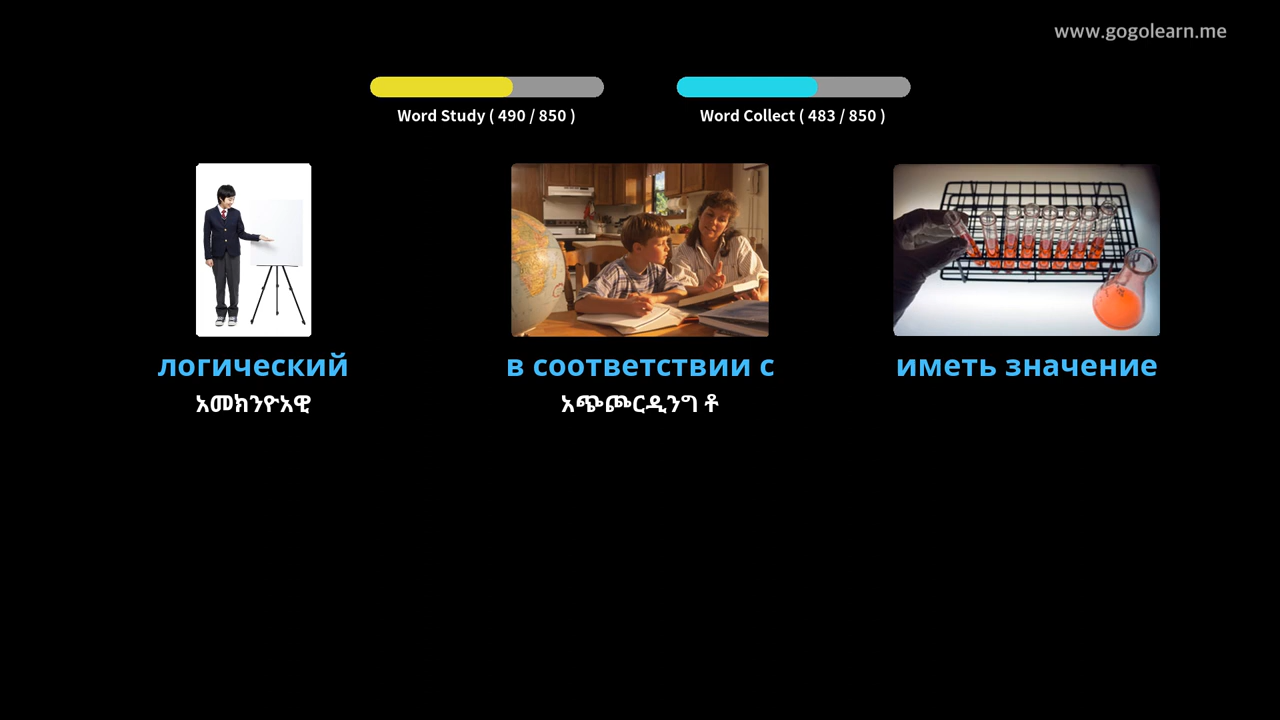 www.gogolearn.me
Word Study ( 490 / 850 )
Word Collect ( 483 / 850 )
логический
в соответствии с
иметь значение
አመክንዮአዊ
አጭጮርዲንግ ቶ